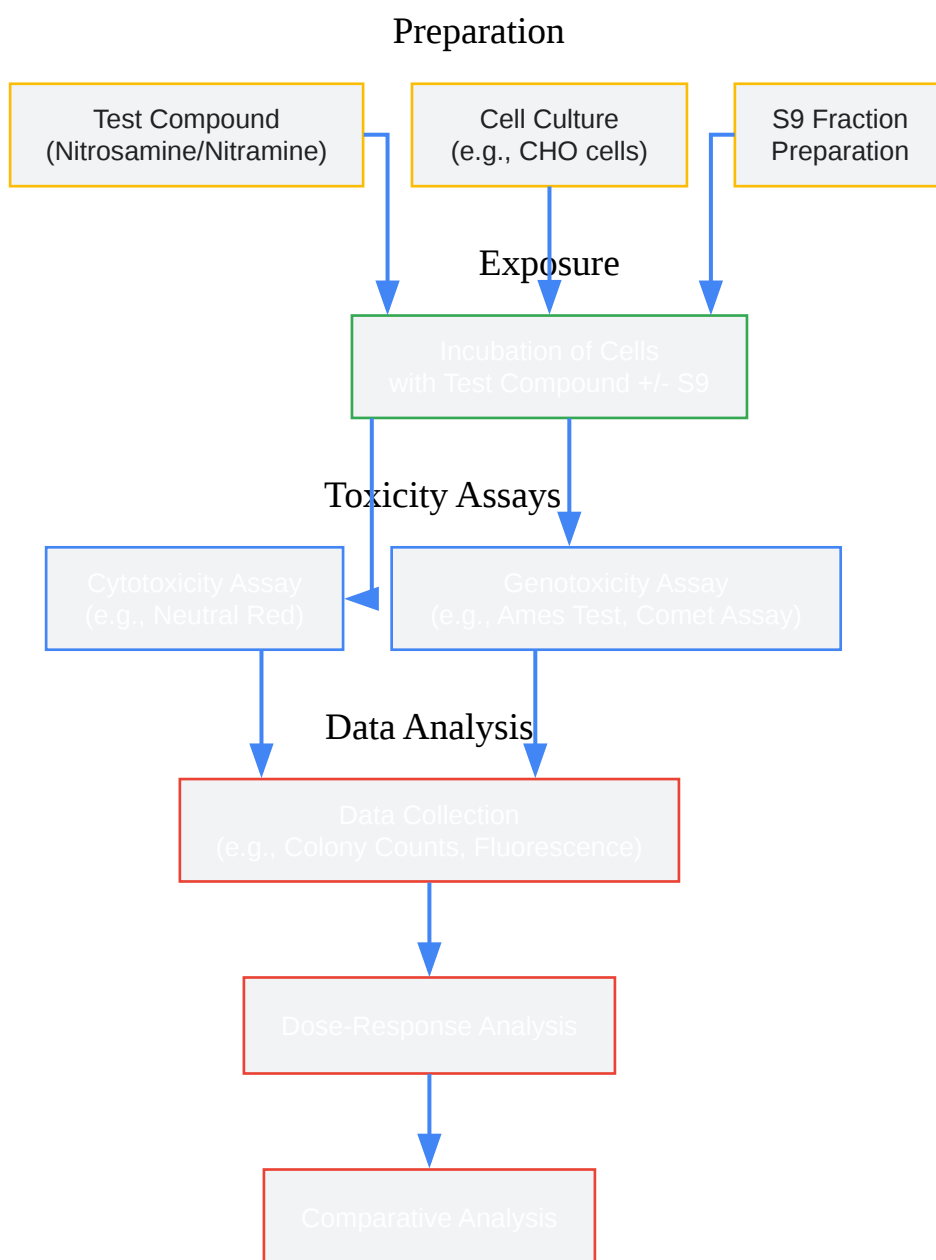 Preparation
Test Compound
(Nitrosamine/Nitramine)
Cell Culture
(e.g., CHO cells)
S9 Fraction
Preparation
Exposure
Incubation of Cells
with Test Compound +/- S9
Toxicity Assays
Cytotoxicity Assay
(e.g., Neutral Red)
Genotoxicity Assay
(e.g., Ames Test, Comet Assay)
Data Analysis
Data Collection
(e.g., Colony Counts, Fluorescence)
Dose-Response Analysis
Comparative Analysis